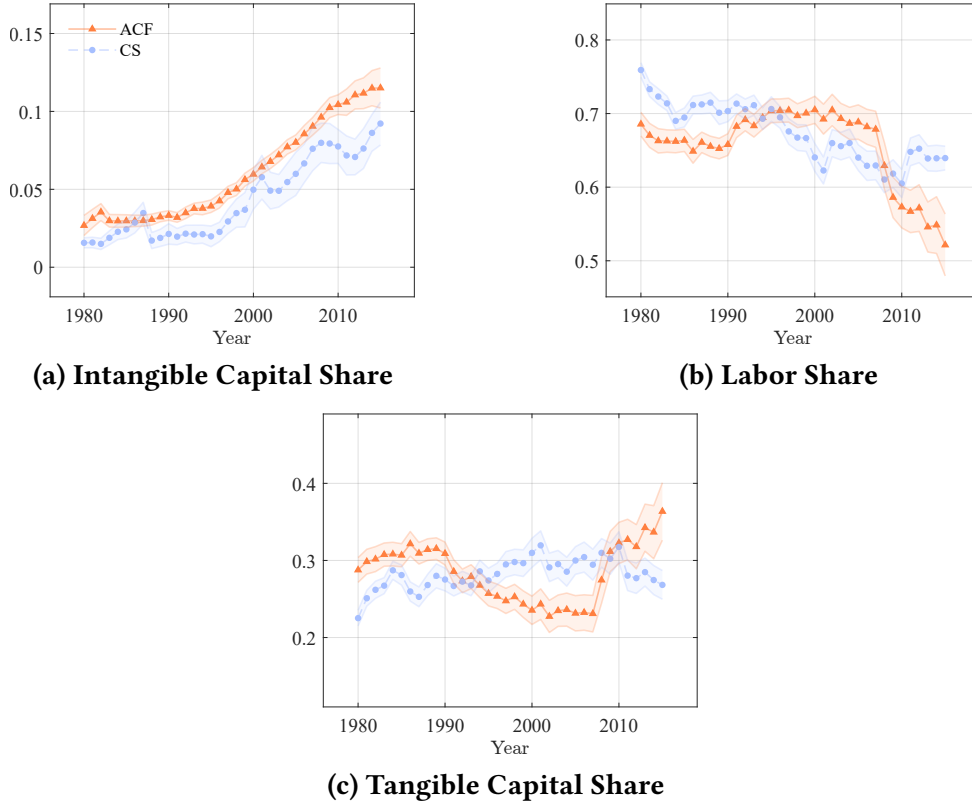 0.15
0.1
0.05
0
ACF
CS
1980 1990 2000 2010
Year
(a) Intangible Capital Share
0.8
0.7
0.6
0.5
1980 1990 2000 2010
Year
(b) Labor Share
0.4
0.3
0.2
1980 1990 2000 2010
Year
(c) Tangible Capital Share